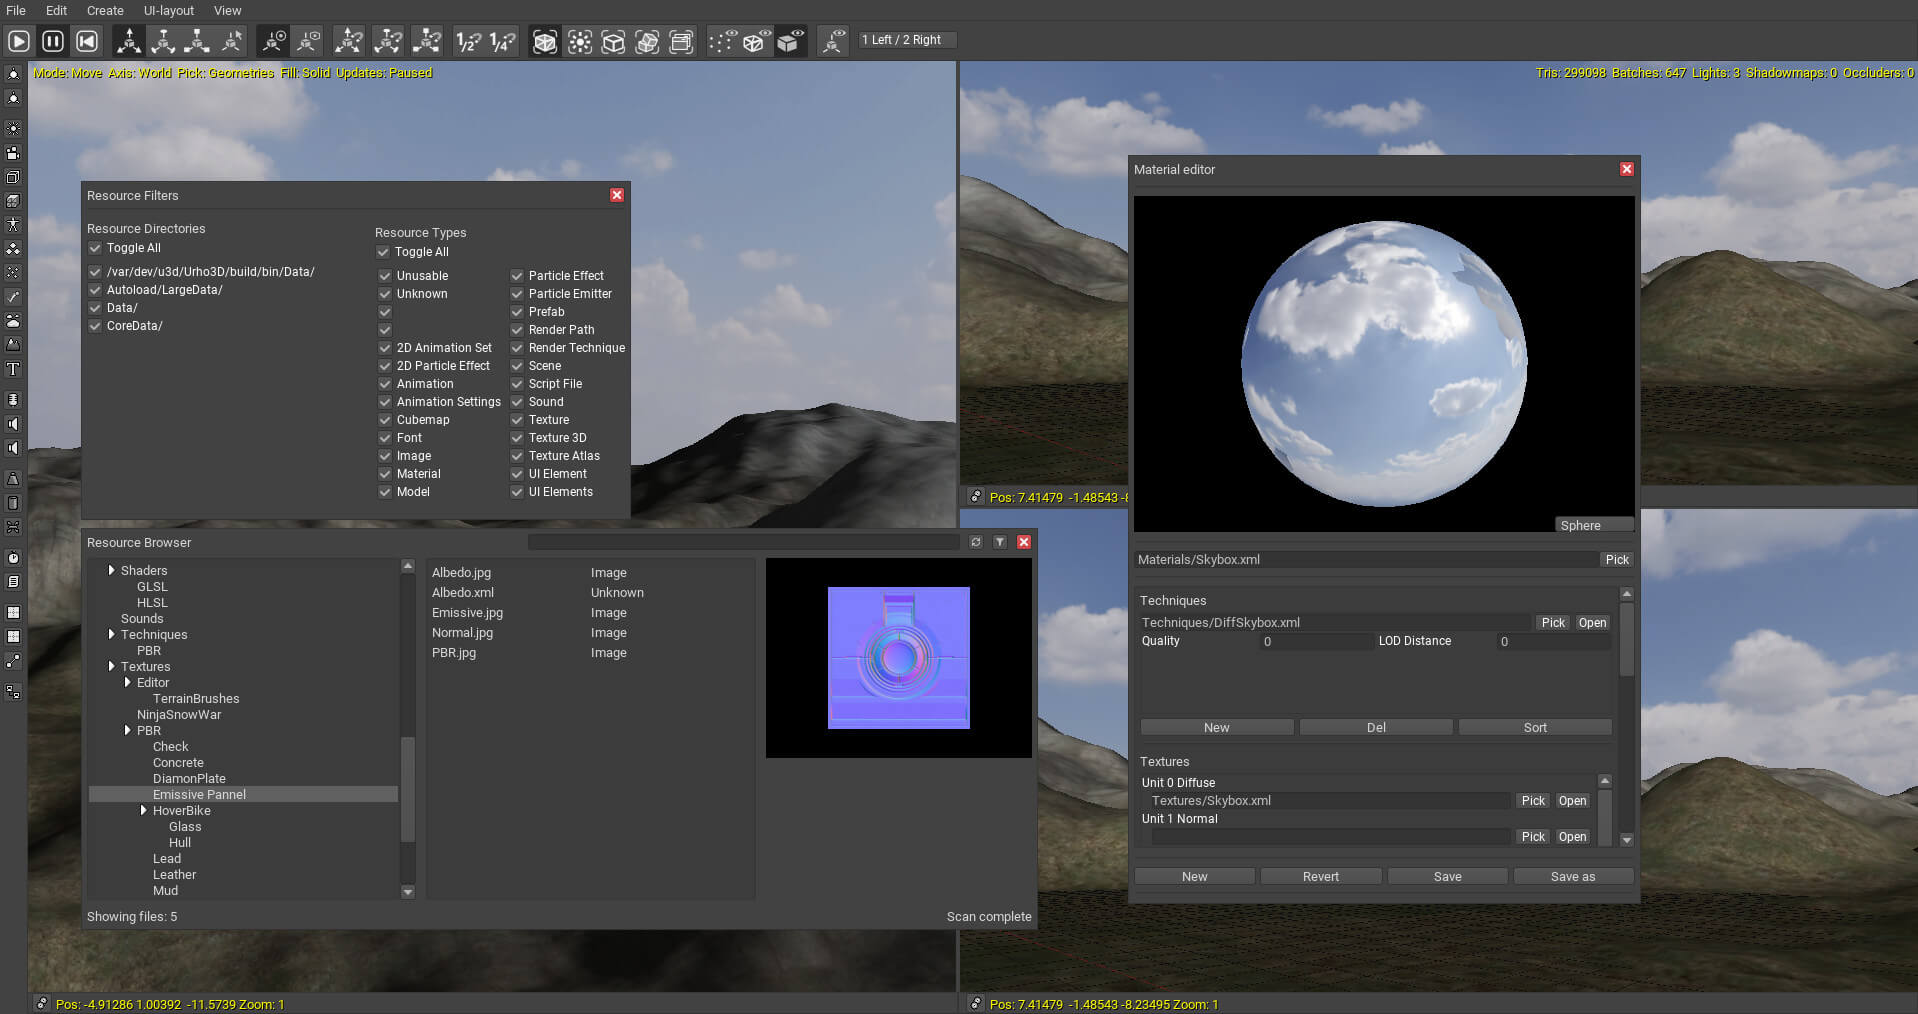 File Edit Create UI-layout View
1/2? 1/4? 1 Left / 2 Right
Mode: Move Axis: World Pick: Geometries Fill: Solid Updates: Paused
Tris: 299098 Batches: 647 Lights: 3 Shadowmaps: 0 Occluders: 0
Resource Filters
Resource Directories
Toggle All
/var/dev/u3d/Urho3D/build/bin/Data/
Autoload/LargeData/
Data/
CoreData/
Resource Types
Toggle All
Unusable
Unknown
2D Animation Set
2D Particle Effect
Animation
Animation Settings
Cubemap
Font
Image
Material
Model
Particle Effect
Particle Emitter
Prefab
Render Path
Render Technique
Scene
Script File
Sound
Texture
Texture 3D
Texture Atlas
UI Element
UI Elements
Resource Browser
Shaders
GLSL
HLSL
Sounds
Techniques
PBR
Textures
Editor
TerrainBrushes
NinjaSnowWar
PBR
Check
Concrete
DiamonPlate
Emissive Pannel
HoverBike
Glass
Hull
Lead
Leather
Mud
Albedo.jpg Image
Albedo.xml Unknown
Emissive.jpg Image
Normal.jpg Image
PBR.jpg Image
Showing files: 5
Scan complete
Pos: -4.91286 1.00392 -11.5739 Zoom: 1
Pos: 7.41479 -1.48543 -8
Pos: 7.41479 -1.48543 -8.23495 Zoom: 1
Material editor
Sphere
Materials/Skybox.xml Pick
Techniques
Techniques/DiffSkybox.xml Pick Open
Quality 0 LOD Distance 0
New Del Sort
Textures
Unit 0 Diffuse
Textures/Skybox.xml Pick Open
Unit 1 Normal
Pick Open
New Revert Save Save as